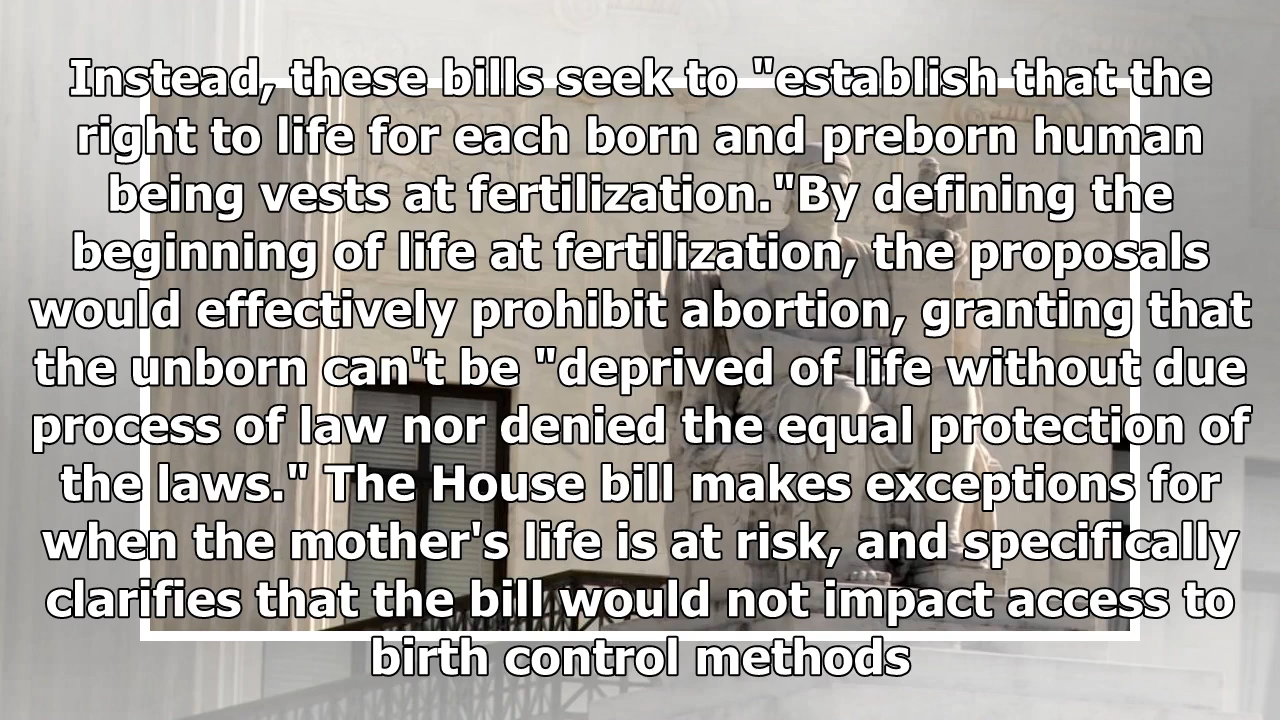 Instead, these bills seek to "establish that the
right to life for each born and preborn human
being vests at fertilization."By defining the
beginning of life at fertilization, the proposals
would effectively prohibit abortion, granting that
the unborn can't be "deprived of life without due
process of law nor denied the equal protection of
the laws." The House bill makes exceptions for
when the mother's life is at risk, and specifically
clarifies that the bill would not impact access to
birth control methods